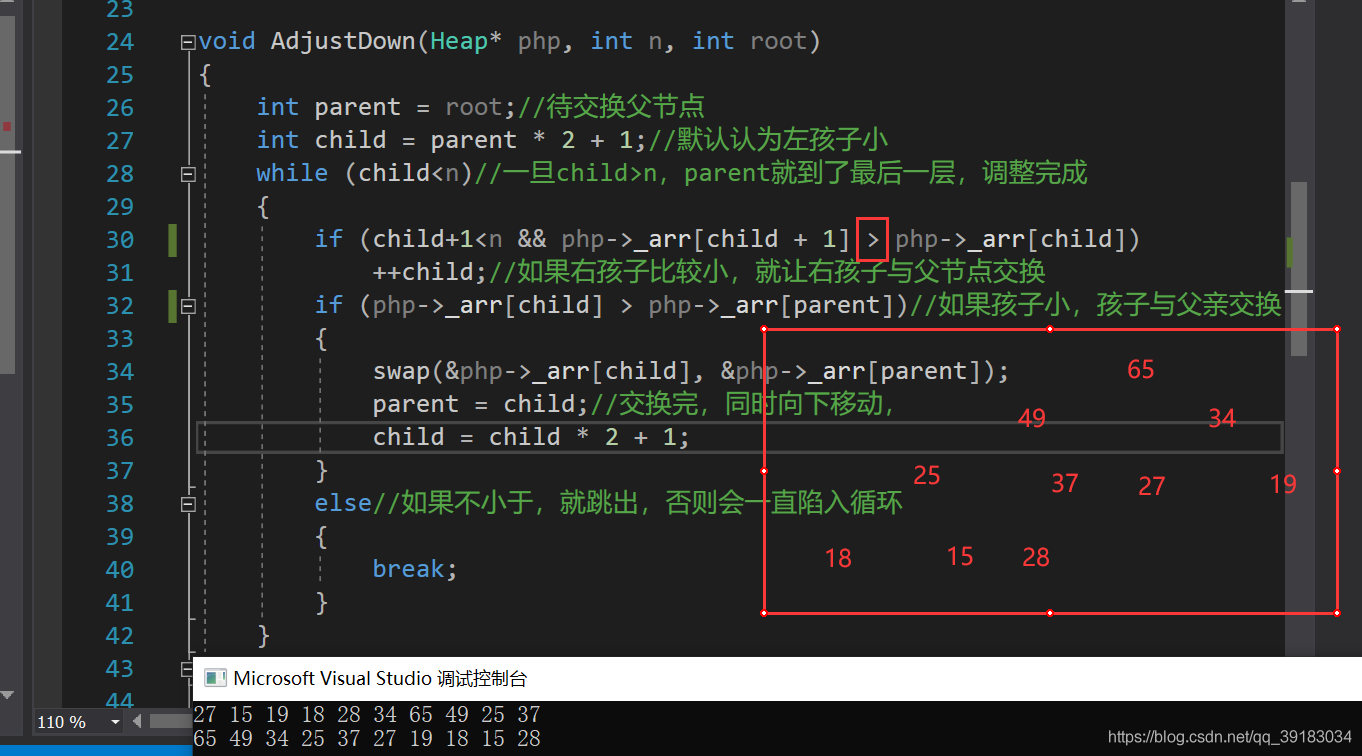 23
24 void AdjustDown(Heap* php, int n, int root)
25 {
26 int parent = root;//待交换父节点
27 int child = parent * 2 + 1;//默认认为左孩子小
28 while (child<n)//一旦child>n，parent就到了最后一层，调整完成
29 {
30 if (child+1<n && php->_arr[child + 1] > php->_arr[child])
31 ++child;//如果右孩子比较小，就让右孩子与父节点交换
32 if (php->_arr[child] > php->_arr[parent])//如果孩子小，孩子与父亲交换
33 {
34 swap(&php->_arr[child], &php->_arr[parent]);
35 parent = child;//交换完，同时向下移动，
36 child = child * 2 + 1;
37 }
38 else//如果不小于，就跳出，否则会一直陷入循环
39 {
40 break;
41 }
42 }
43
44
65
49 34
25 37 27 19
18 15 28
110 %
Microsoft Visual Studio 调试控制台
27 15 19 18 28 34 65 49 25 37
65 49 34 25 37 27 19 18 15 28
https://blog.csdn.net/qq_39183034